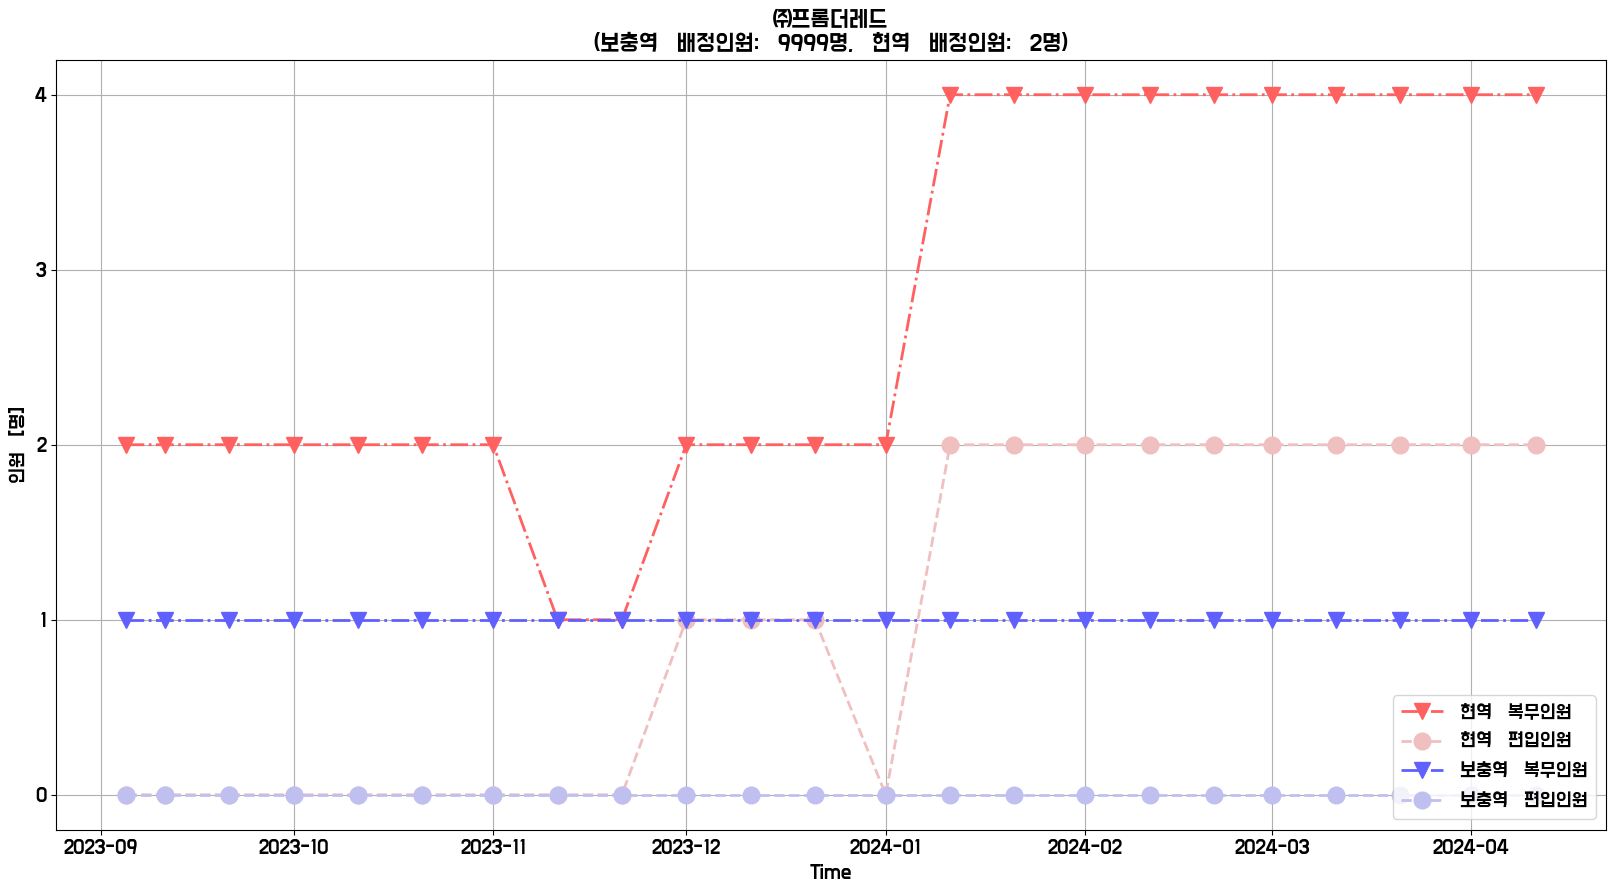 ㈜프롬더레드
(보충역 배정인원: 9999명, 현역 배정인원: 2명)
인원 [명]
4
3
2
1
0
2023-09 2023-10 2023-11 2023-12 2024-01 2024-02 2024-03 2024-04
Time
현역 복무인원
현역 편입인원
보충역 복무인원
보충역 편입인원